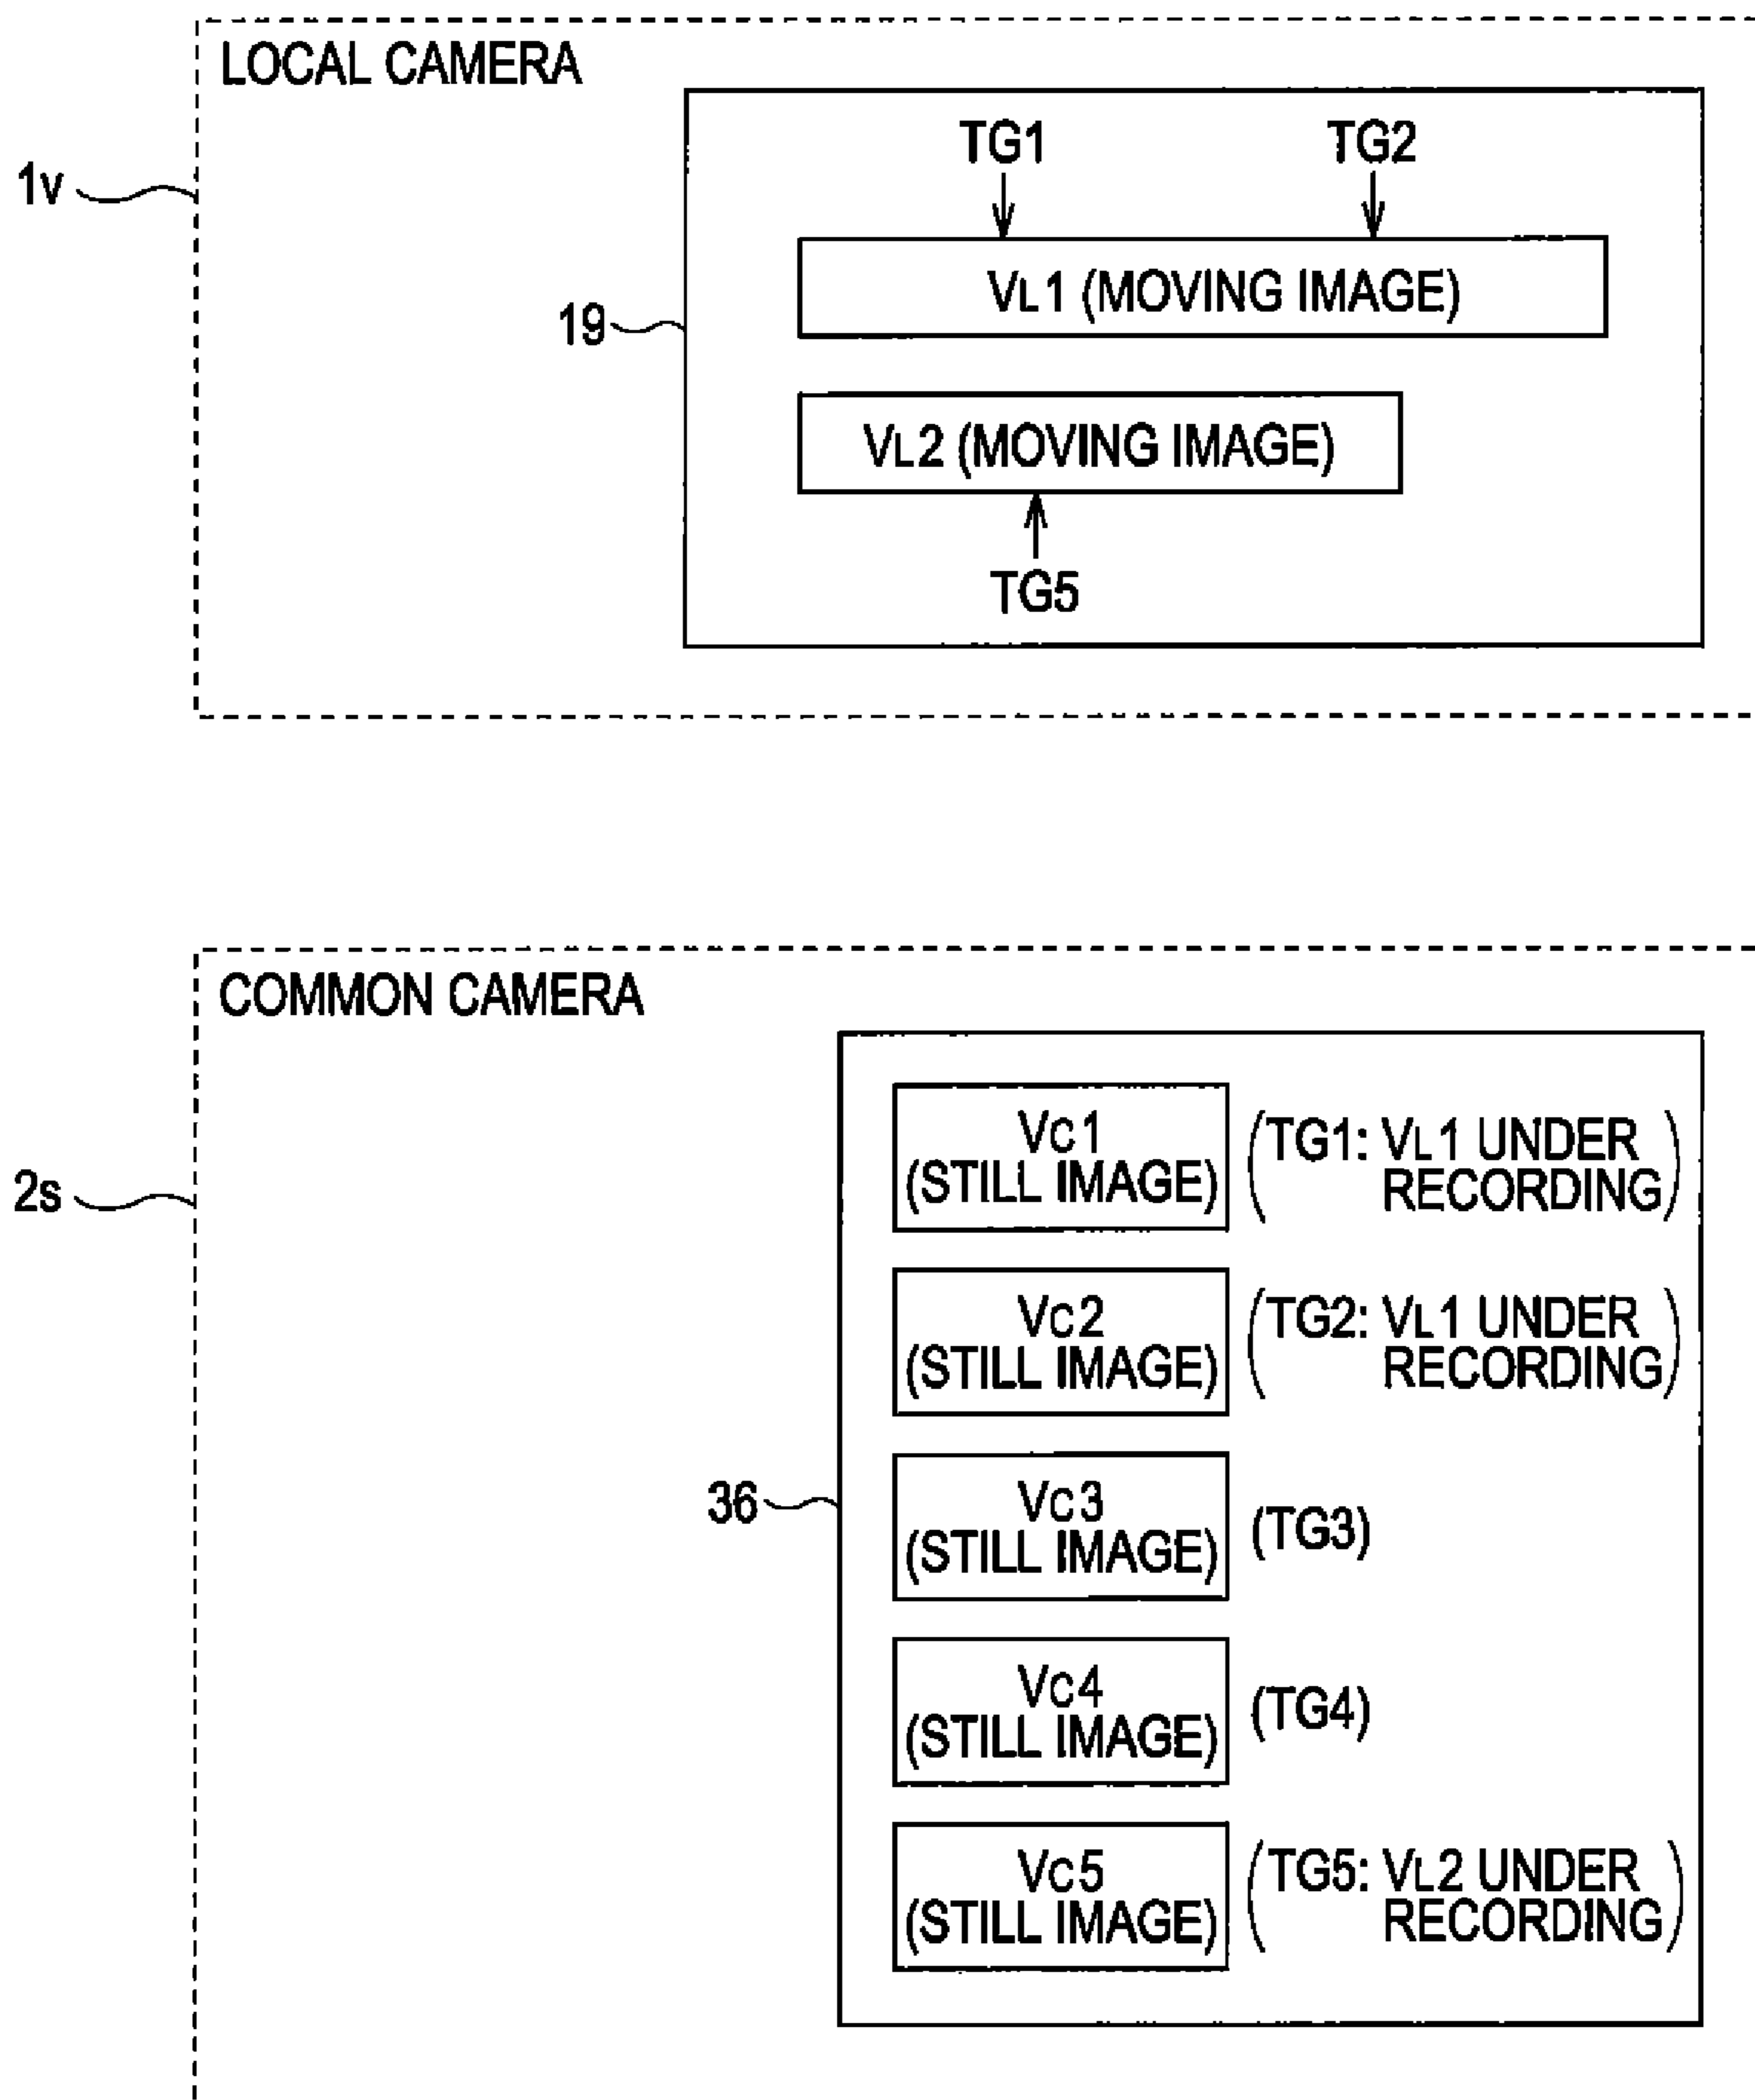 LOCAL CAMERA
1v
TG1 TG2
VL1 (MOVING IMAGE)
19
VL2 (MOVING IMAGE)
TG5
COMMON CAMERA
2s
VC1
(STILL IMAGE)
(TG1: VL1 UNDER
RECORDING)
VC2
(STILL IMAGE)
(TG2: VL1 UNDER
RECORDING)
36
VC3
(STILL IMAGE)
(TG3)
VC4
(STILL IMAGE)
(TG4)
VC5
(STILL IMAGE)
(TG5: VL2 UNDER
RECORDING)